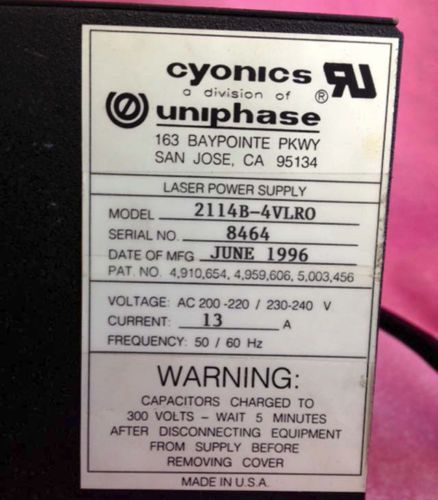 cyonics
a division of ®
uniphase
163 BAYPOINTE PKWY
SAN JOSE, CA 95134
LASER POWER SUPPLY
MODEL 2114B-4VLRO
SERIAL NO. 8464
DATE OF MFG JUNE 1996
PAT. NO. 4,910,654, 4,959,606, 5,003,456
VOLTAGE: AC 200-220 / 230-240 V
CURRENT: 13 A
FREQUENCY: 50 / 60 Hz
WARNING:
CAPACITORS CHARGED TO
300 VOLTS - WAIT 5 MINUTES
AFTER DISCONNECTING EQUIPMENT
FROM SUPPLY BEFORE
REMOVING COVER
MADE IN U.S.A.